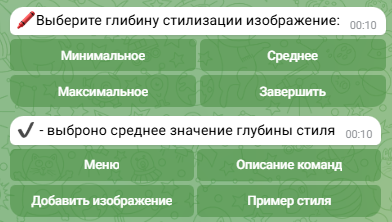 Выберите глибину стилизации изображение:
00:10
Минимальное Среднее
Максимальное Завершить
- выброно среднее значение глубины стиля
00:10
Меню Описание команд
Добавить изображение Пример стиля